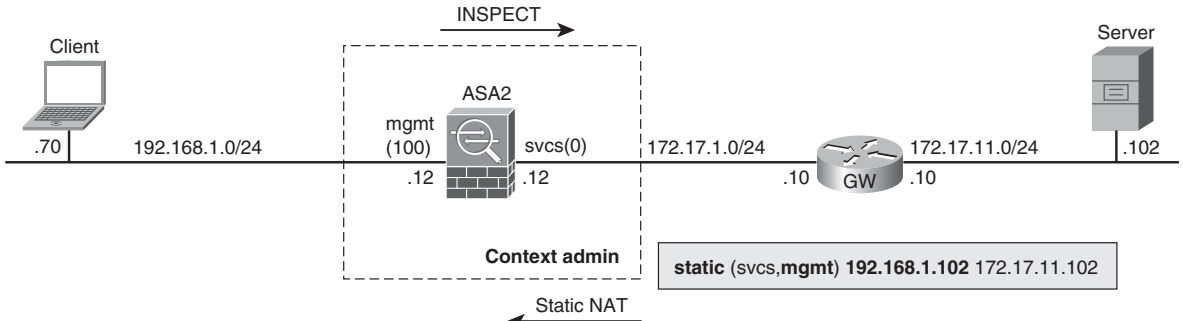 INSPECT
Client
Server
ASA2
mgmt
(100)
svcs(0)
.70
192.168.1.0/24
172.17.1.0/24
172.17.11.0/24
.102
.12
.12
.10
GW
.10
Context admin
static (svcs,mgmt) 192.168.1.102 172.17.11.102
Static NAT